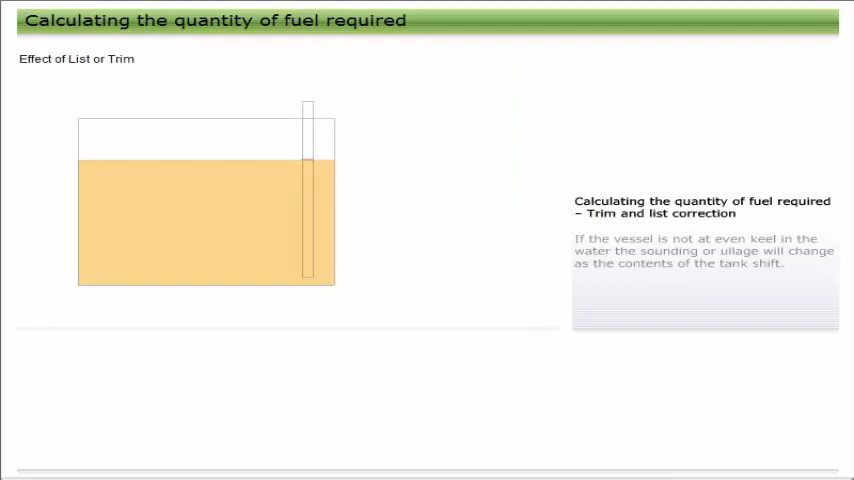 Calculating the quantity of fuel required
Effect of List or Trim
Calculating the quantity of fuel required
– Trim and list correction
If the vessel is not at even keel in the
water the sounding or ullage will change
as the contents of the tank shift.